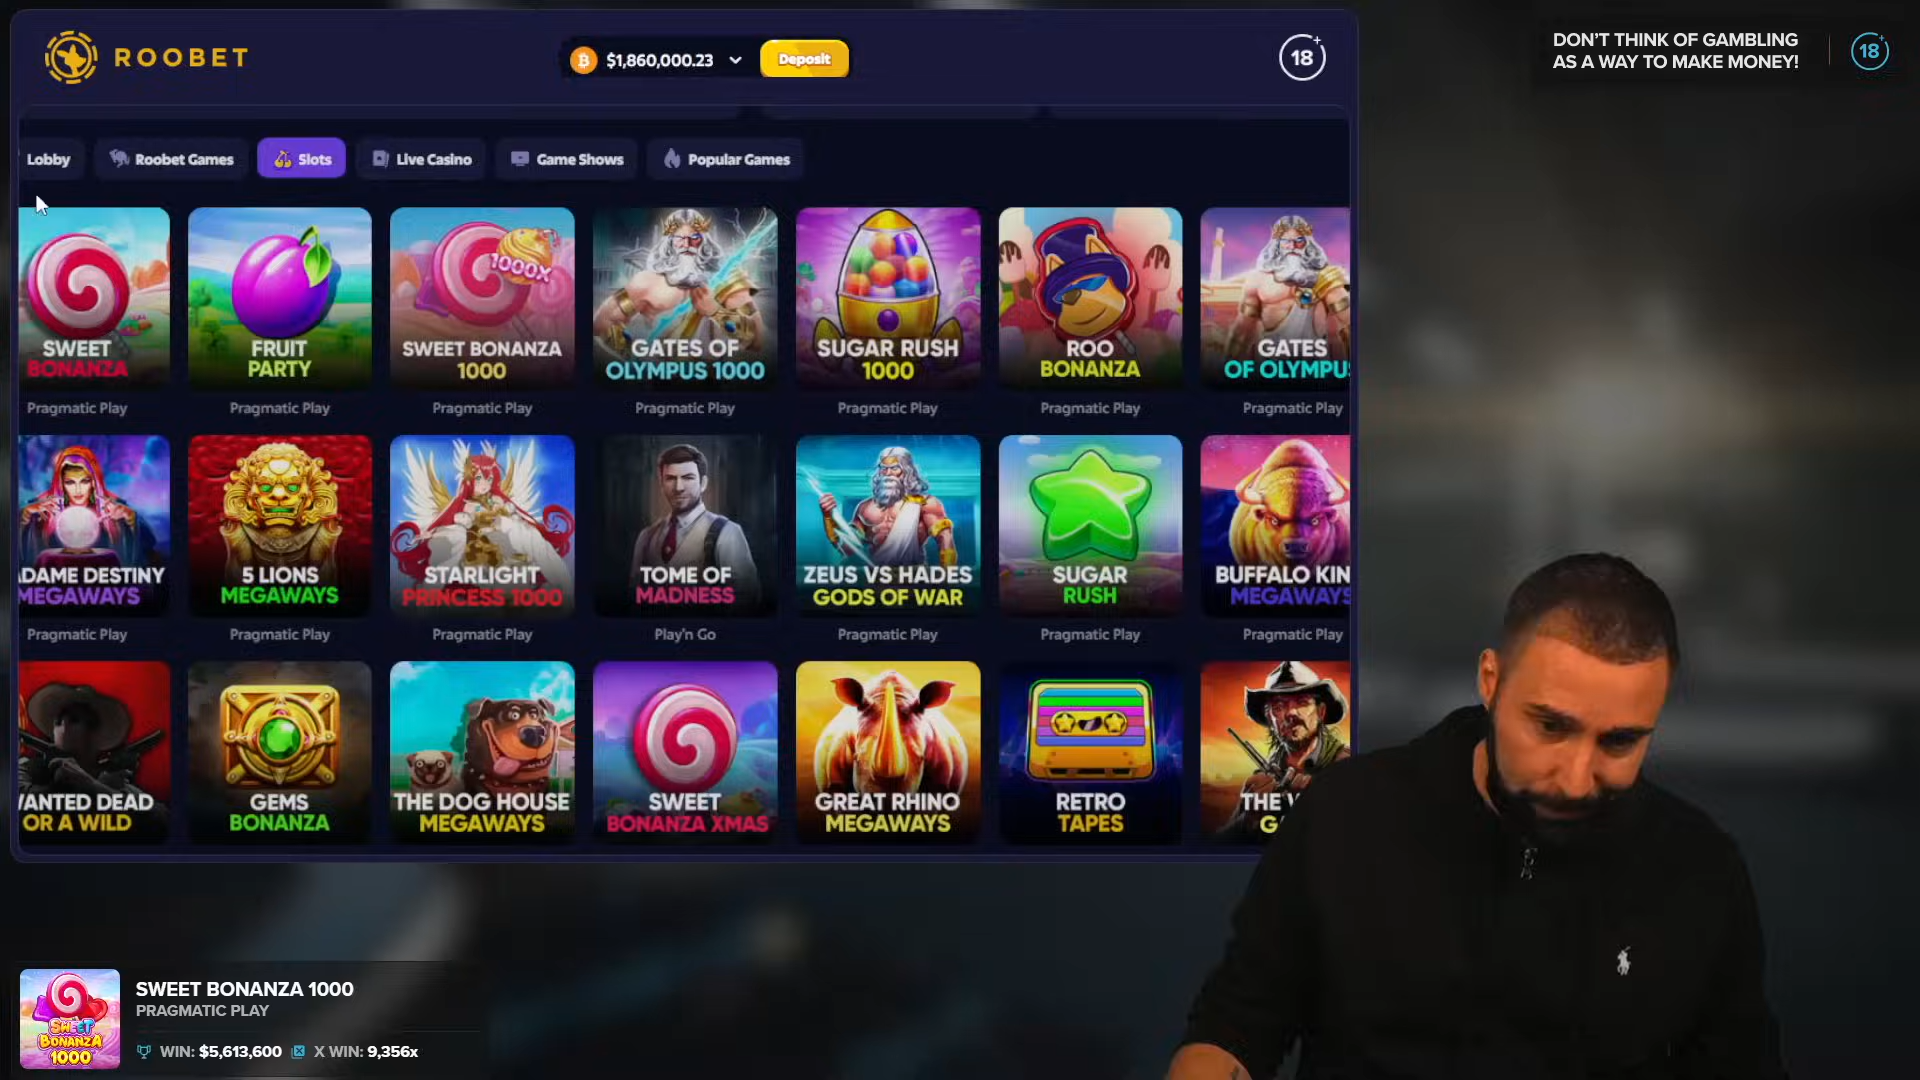 ROOBET
$1,860,000.23
Deposit
18+
DON'T THINK OF GAMBLING
AS A WAY TO MAKE MONEY!
18+
Lobby
Roobet Games
Slots
Live Casino
Game Shows
Popular Games
SWEET
BONANZA
FRUIT
PARTY
1000X
SWEET BONANZA
1000
GATES OF
OLYMPUS 1000
SUGAR RUSH
1000
ROO
BONANZA
GATES
OF OLYMPU
Pragmatic Play
Pragmatic Play
Pragmatic Play
Pragmatic Play
Pragmatic Play
Pragmatic Play
Pragmatic Play
DAME DESTINY
MEGAWAYS
5 LIONS
MEGAWAYS
STARLIGHT
PRINCESS 1000
TOME OF
MADNESS
ZEUS VS HADES
GODS OF WAR
SUGAR
RUSH
BUFFALO KIN
MEGAWAYS
Pragmatic Play
Pragmatic Play
Pragmatic Play
Play'n Go
Pragmatic Play
Pragmatic Play
Pragmatic Play
WANTED DEAD
OR A WILD
GEMS
BONANZA
THE DOG HOUSE
MEGAWAYS
SWEET
BONANZA XMAS
GREAT RHINO
MEGAWAYS
RETRO
TAPES
THE
SWEET BONANZA 1000
SWEET BONANZA 1000
PRAGMATIC PLAY
WIN: $5,613,600 X WIN: 9,356x